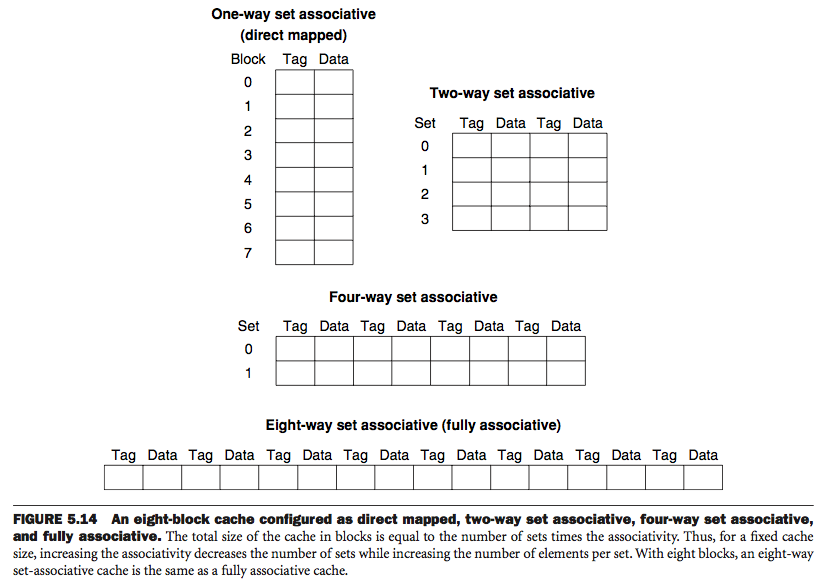 One-way set associative
(direct mapped)
Block Tag Data
0
1
2
3
4
5
6
7
Two-way set associative
Set Tag Data Tag Data
0
1
2
3
Four-way set associative
Set Tag Data Tag Data Tag Data Tag Data
0
1
Eight-way set associative (fully associative)
Tag Data Tag Data Tag Data Tag Data Tag Data Tag Data Tag Data Tag Data
FIGURE 5.14 An eight-block cache configured as direct mapped, two-way set associative, four-way set associative,
and fully associative. The total size of the cache in blocks is equal to the number of sets times the associativity. Thus, for a fixed cache
size, increasing the associativity decreases the number of sets while increasing the number of elements per set. With eight blocks, an eight-way
set-associative cache is the same as a fully associative cache.